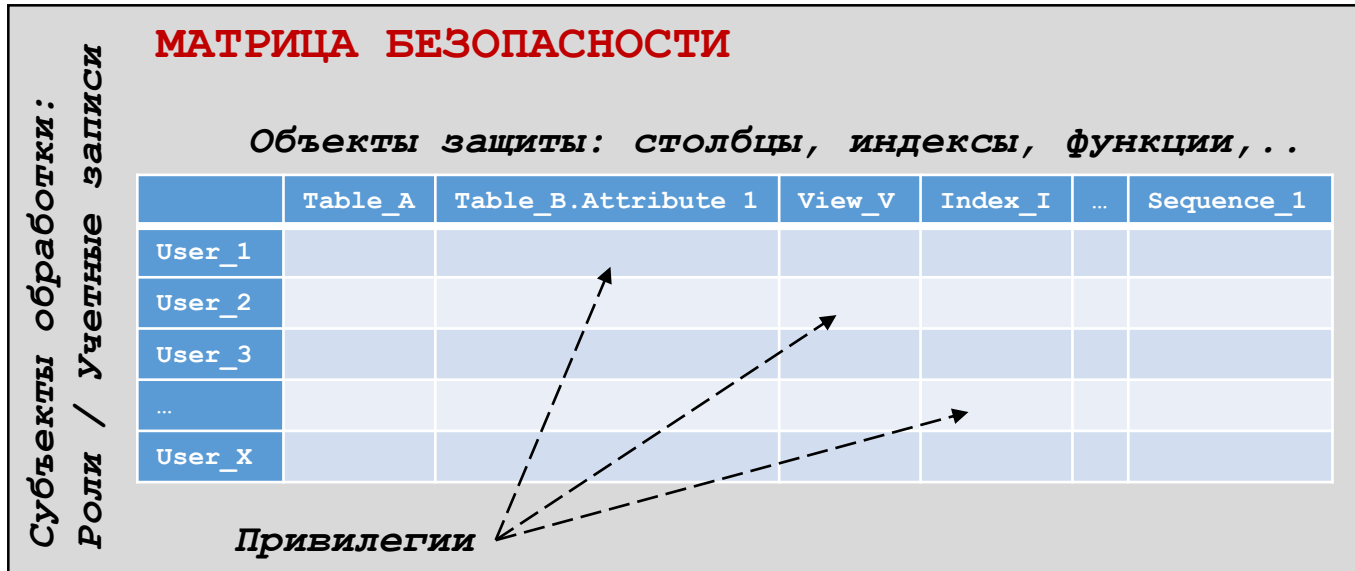 МАТРИЦА БЕЗОПАСНОСТИ
Субъекты обработки:
Роли / Учетные записи
Объекты защиты: столбцы, индексы, функции,..
Table_A Table_B.Attribute 1 View_V Index_I … Sequence_1
User_1
User_2
User_3
…
User_X
Привилегии